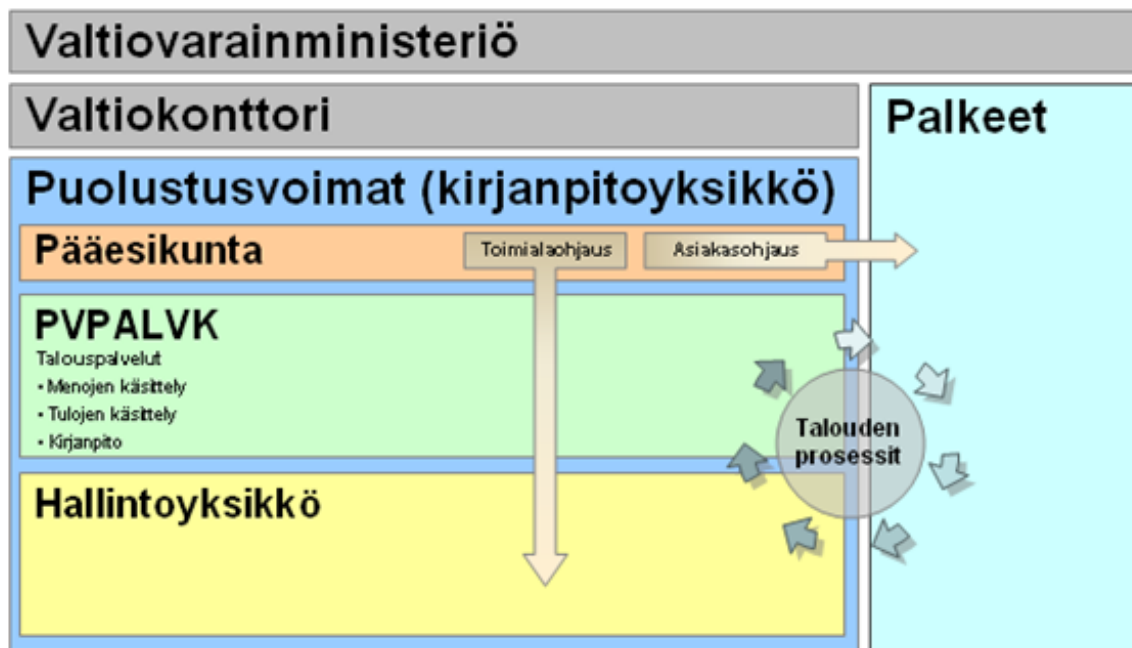 Valtiovarainministeriö
Valtiokonttori
Palkeet
Puolustusvoimat (kirjanpitoyksikkö)
Pääesikunta
Toimialaohjaus
Asiakasohjaus
PVPALVK
Talouspalvelut
• Menojen käsittely
• Tulojen käsittely
• Kirjanpito
Talouden
prosessit
Hallintoyksikkö